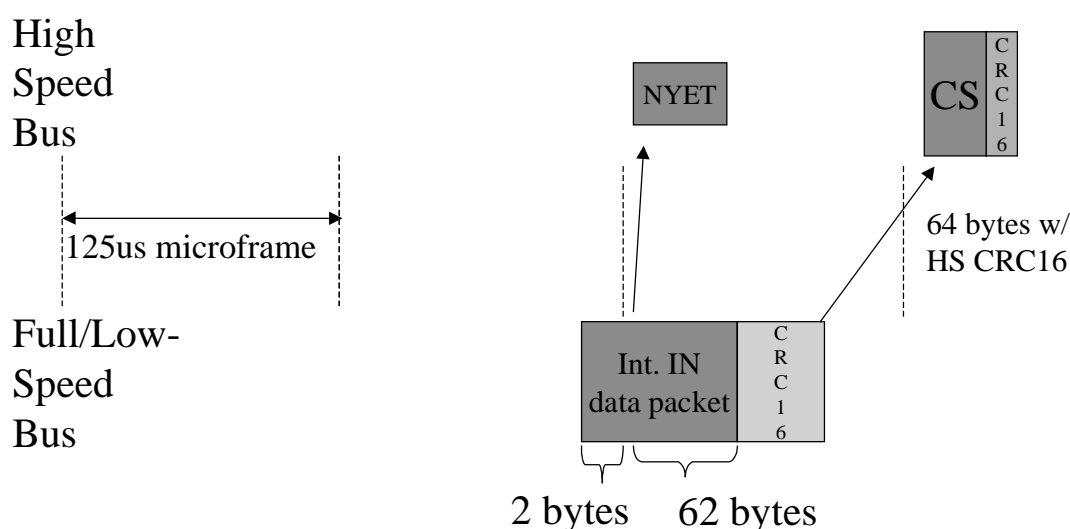 High
Speed
Bus
NYET
CS
C
R
C
1
6
125us microframe
64 bytes w/
HS CRC16
Full/Low-
Speed
Bus
Int. IN
data packet
C
R
C
1
6
2 bytes
62 bytes